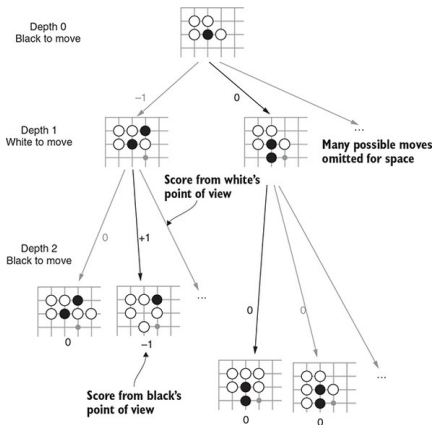 Depth 0
Black to move
−1
0
...
Depth 1
White to move
Many possible moves
omitted for space
Score from white's
point of view
Depth 2
Black to move
0
+1
...
0
−1
0
0
...
Score from black's
point of view
0
0